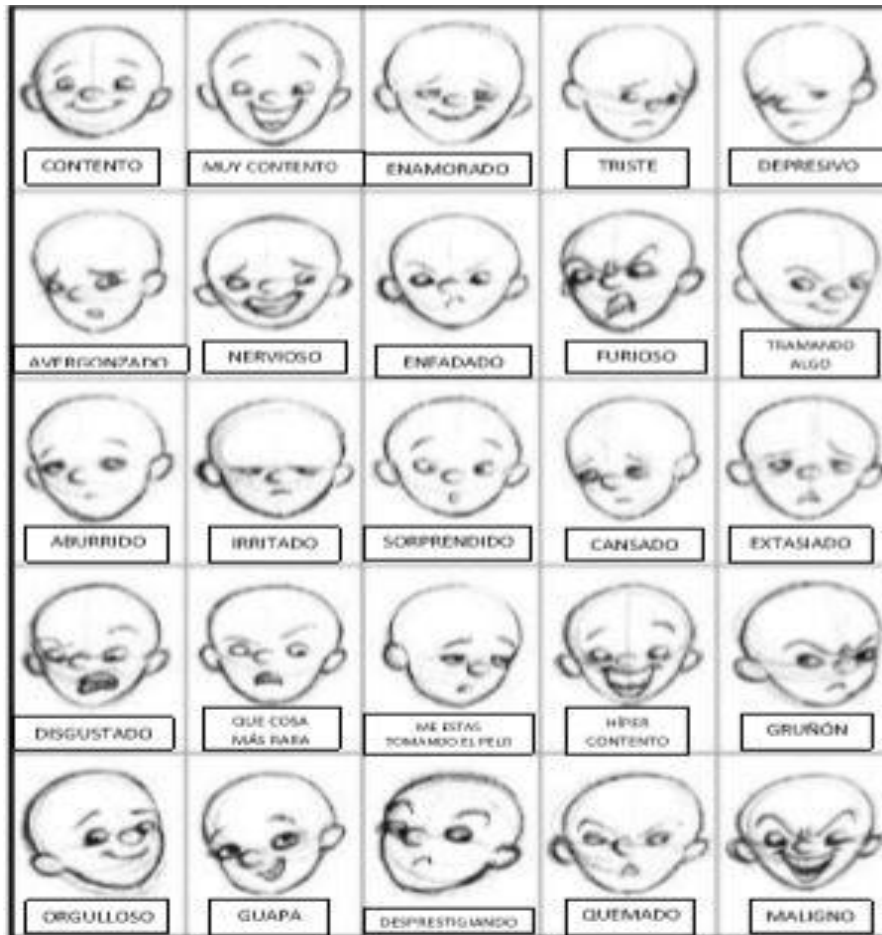 CONTENTO
MUY CONTENTO
ENAMORADO
TRISTE
DEPRESIVO
AVERGONZADO
NERVIOSO
ENFADADO
FURIOSO
TRAMANDO
ALGO
ABURRIDO
IRRITADO
SORPRENDIDO
CANSADO
EXTASIADO
DISGUSTADO
QUE COSA
MÁS RARA
ME ESTAS
TOMANDO EL PELO
HÍPER
CONTENTO
GRUÑÓN
ORGULLOSO
GUAPA
DESPRESTIGIANDO
QUEMADO
MALIGNO